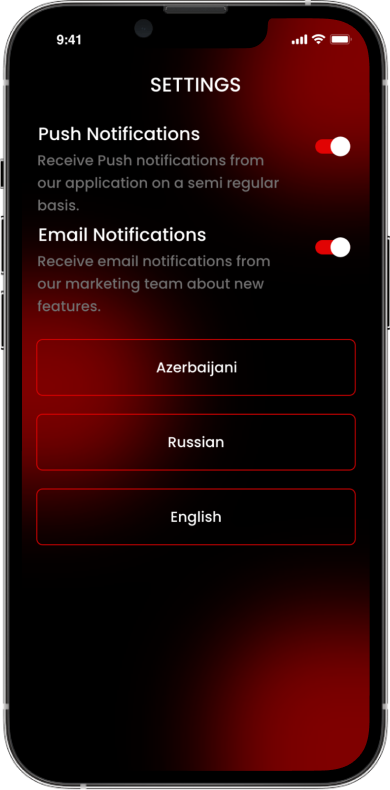 9:41
SETTINGS
Push Notifications
Receive Push notifications from
our application on a semi regular
basis.
Email Notifications
Receive email notifications from
our marketing team about new
features.
Azerbaijani
Russian
English